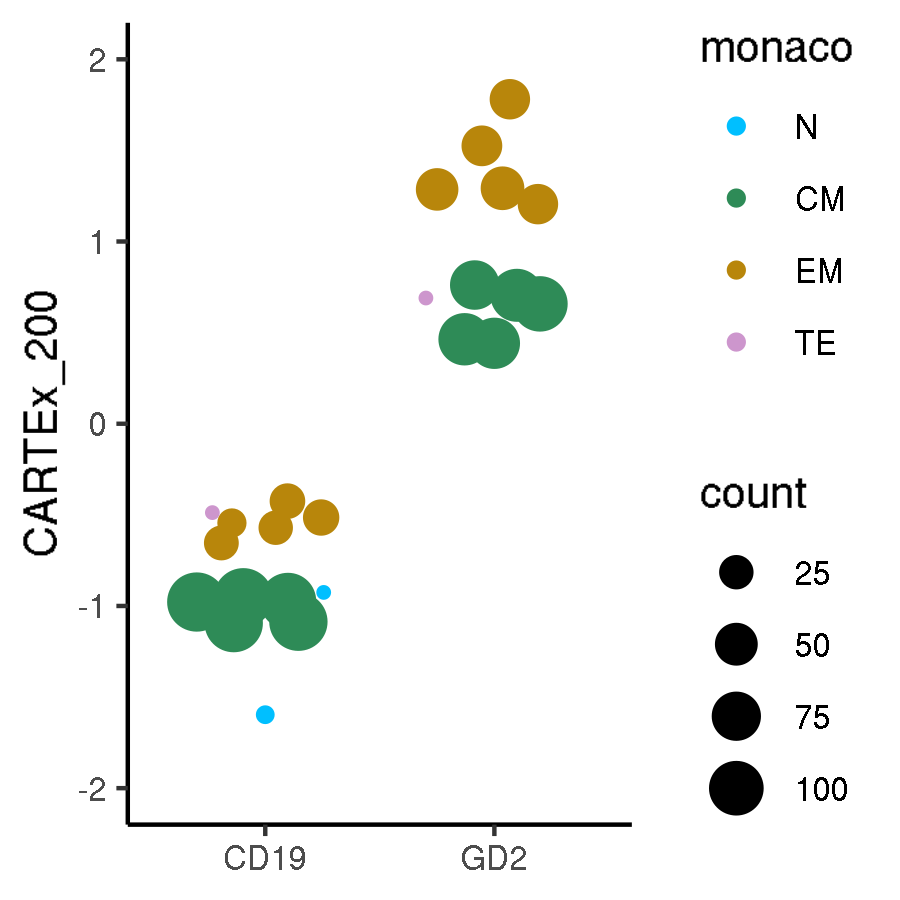 CARTEx_200
2
1
0
-1
-2
CD19
GD2
monaco
N
CM
EM
TE
count
25
50
75
100